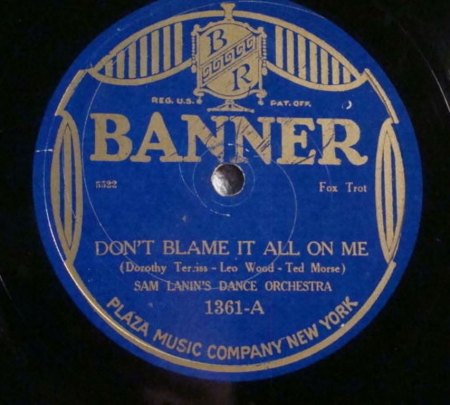 B
R
REG. U.S. PAT. OFF.
BANNER
5522 Fox Trot
DON'T BLAME IT ALL ON ME
(Dorothy Terriss - Leo Wood - Ted Morse)
SAM LANIN'S DANCE ORCHESTRA
1361-A
PLAZA MUSIC COMPANY NEW YORK